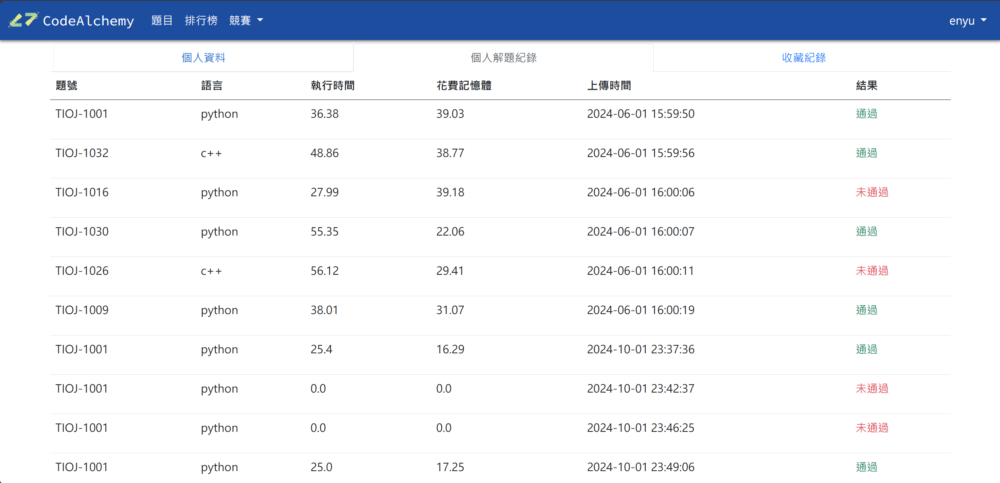 CodeAlchemy 題目 排行榜 競賽 enyu
個人資料 個人解題紀錄 收藏紀錄
題號 語言 執行時間 花費記憶體 上傳時間 結果
TIOJ-1001 python 36.38 39.03 2024-06-01 15:59:50 通過
TIOJ-1032 c++ 48.86 38.77 2024-06-01 15:59:56 通過
TIOJ-1016 python 27.99 39.18 2024-06-01 16:00:06 未通過
TIOJ-1030 python 55.35 22.06 2024-06-01 16:00:07 通過
TIOJ-1026 c++ 56.12 29.41 2024-06-01 16:00:11 未通過
TIOJ-1009 python 38.01 31.07 2024-06-01 16:00:19 通過
TIOJ-1001 python 25.4 16.29 2024-10-01 23:37:36 通過
TIOJ-1001 python 0.0 0.0 2024-10-01 23:42:37 未通過
TIOJ-1001 python 0.0 0.0 2024-10-01 23:46:25 未通過
TIOJ-1001 python 25.0 17.25 2024-10-01 23:49:06 通過